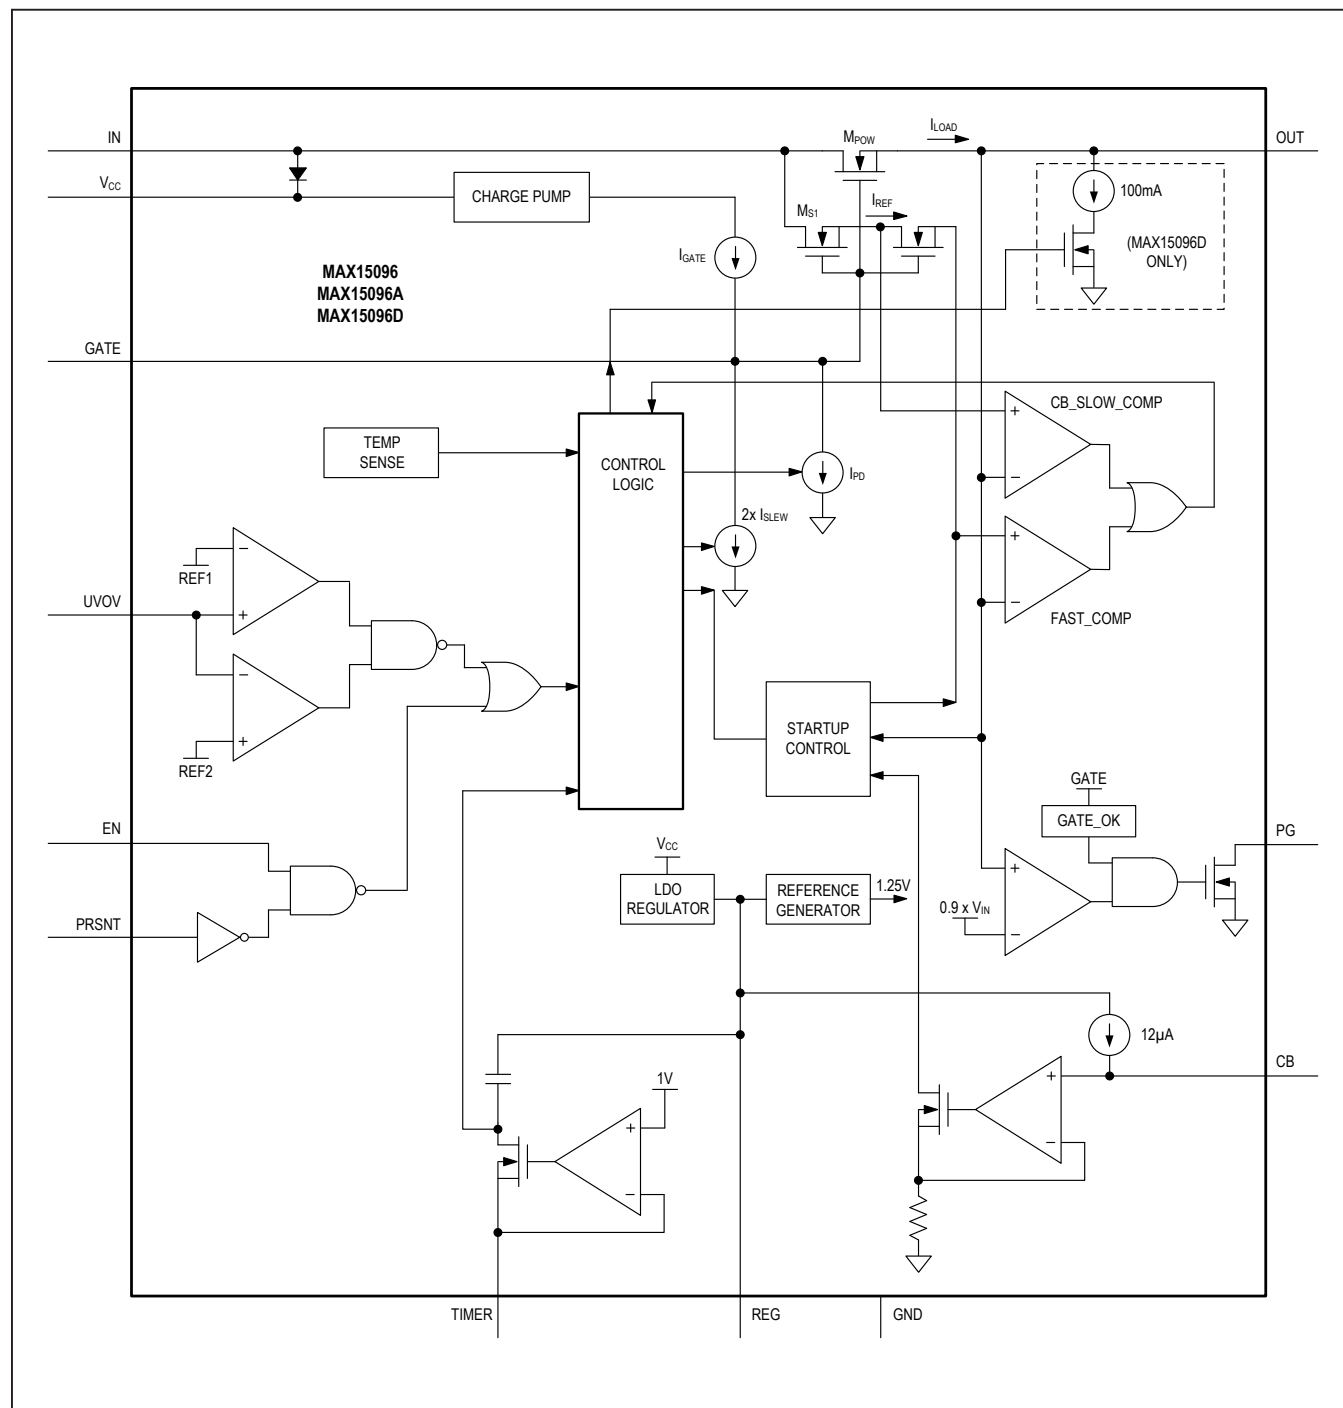 IN
MPOW
ILOAD
OUT
VCC
CHARGE PUMP
100mA
MS1
IREF
IGATE
(MAX15096D
ONLY)
MAX15096
MAX15096A
MAX15096D
GATE
CB_SLOW_COMP
+
TEMP
SENSE
CONTROL
LOGIC
IPD
−
2x ISLEW
REF1
−
+
UVOV
+
−
FAST_COMP
−
+
REF2
STARTUP
CONTROL
GATE
GATE_OK
EN
PG
VCC
LDO
REGULATOR
REFERENCE
GENERATOR
1.25V
+
0.9 x VIN
−
PRSNT
12µA
CB
1V
+
−
+
−
TIMER
REG
GND